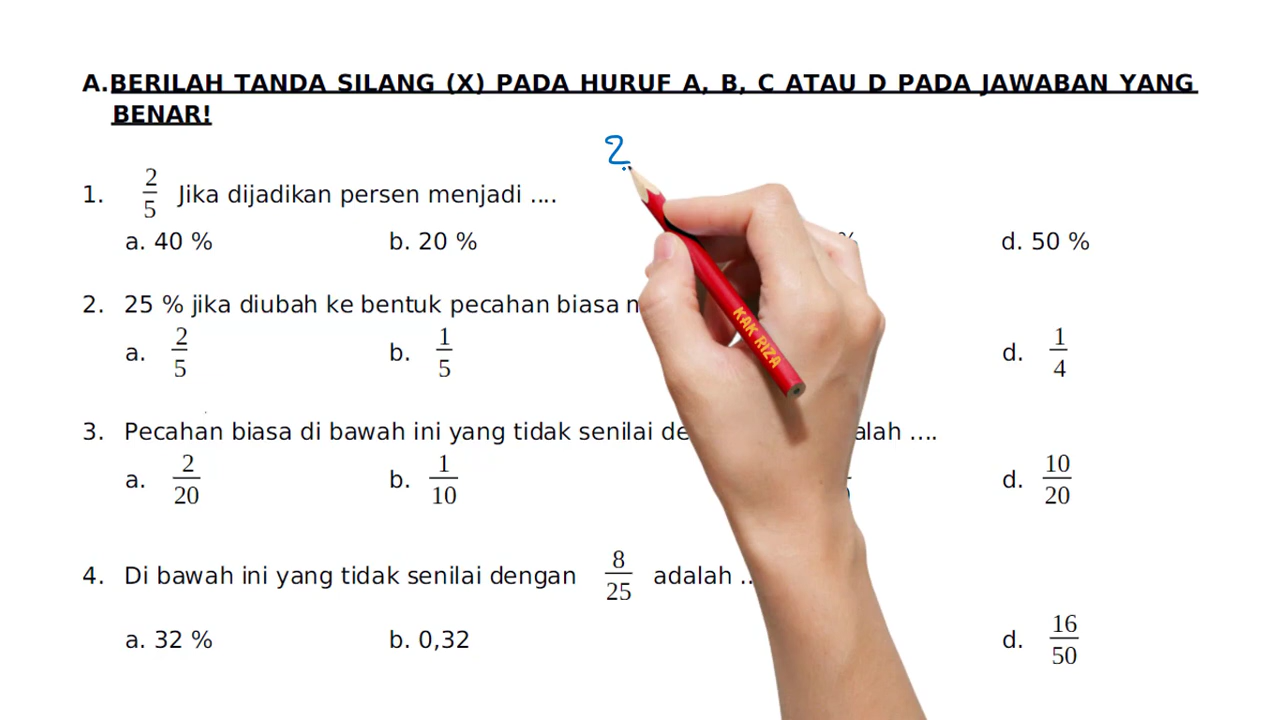 A. BERILAH TANDA SILANG (X) PADA HURUF A, B, C ATAU D PADA JAWABAN YANG
BENAR!
2
1. 2/5 Jika dijadikan persen menjadi ....
a. 40 % b. 20 % % d. 50 %
2. 25 % jika diubah ke bentuk pecahan biasa
a. 2/5 b. 1/5 d. 1/4
3. Pecahan biasa di bawah ini yang tidak senilai ....
a. 2/20 b. 1/10 d. 10/20
4. Di bawah ini yang tidak senilai dengan 8/25 adalah ..
a. 32 % b. 0,32 d. 16/50
KAK RIZA